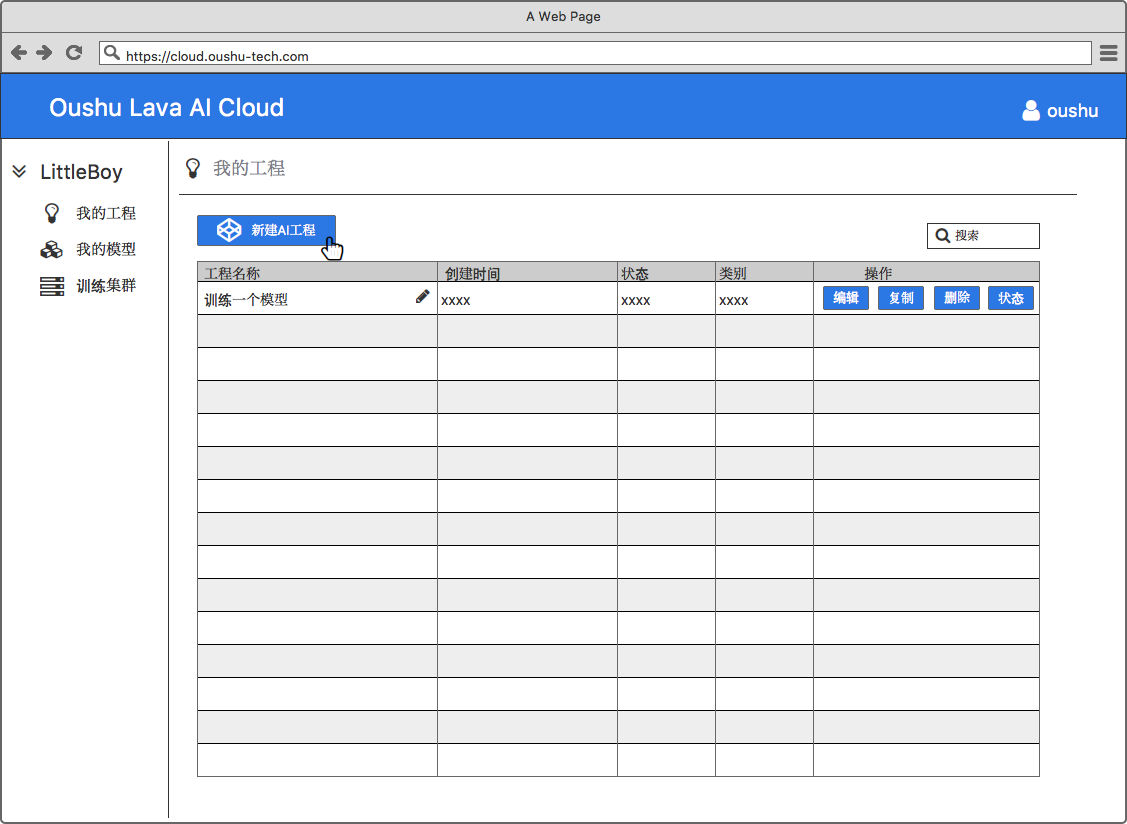 A Web Page
https://cloud.oushu-tech.com
Oushu Lava AI Cloud
oushu
LittleBoy
我的工程
我的模型
训练集群
我的工程
新建AI工程
搜索
工程名称 创建时间 状态 类别 操作
训练一个模型 xxxx xxxx xxxx 编辑 复制 删除 状态